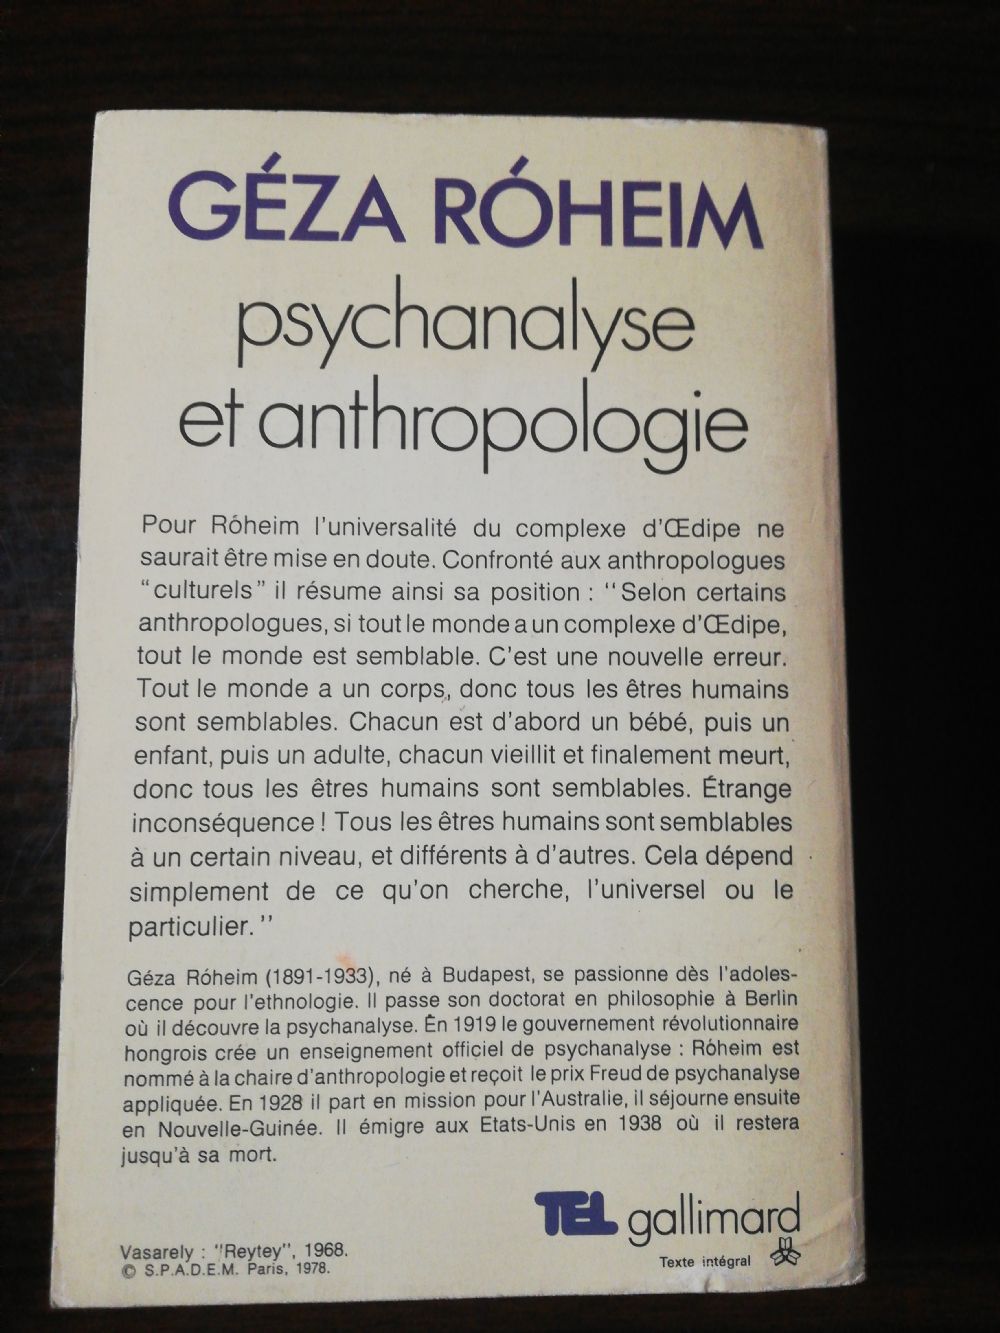 GÉZA RÓHEIM
psychanalyse
et anthropologie
Pour Róheim l'universalité du complexe d'Œdipe ne
saurait être mise en doute. Confronté aux anthropologues
“culturels” il résume ainsi sa position : “Selon certains
anthropologues, si tout le monde a un complexe d'Œdipe,
tout le monde est semblable. C'est une nouvelle erreur.
Tout le monde a un corps, donc tous les êtres humains
sont semblables. Chacun est d'abord un bébé, puis un
enfant, puis un adulte, chacun vieillit et finalement meurt,
donc tous les êtres humains sont semblables. Étrange
inconséquence ! Tous les êtres humains sont semblables
à un certain niveau, et différents à d'autres. Cela dépend
simplement de ce qu'on cherche, l'universel ou le
particulier.”
Géza Róheim (1891-1933), né à Budapest, se passionne dès l'adoles-
cence pour l'ethnologie. Il passe son doctorat en philosophie à Berlin
où il découvre la psychanalyse. En 1919 le gouvernement révolutionnaire
hongrois crée un enseignement officiel de psychanalyse : Róheim est
nommé à la chaire d'anthropologie et reçoit le prix Freud de psychanalyse
appliquée. En 1928 il part en mission pour l'Australie, il séjourne ensuite
en Nouvelle-Guinée. Il émigre aux Etats-Unis en 1938 où il restera
jusqu'à sa mort.
TEL gallimard
Texte intégral
Vasarely : "Reytey", 1968.
© S.P.A.D.E.M. Paris, 1978.